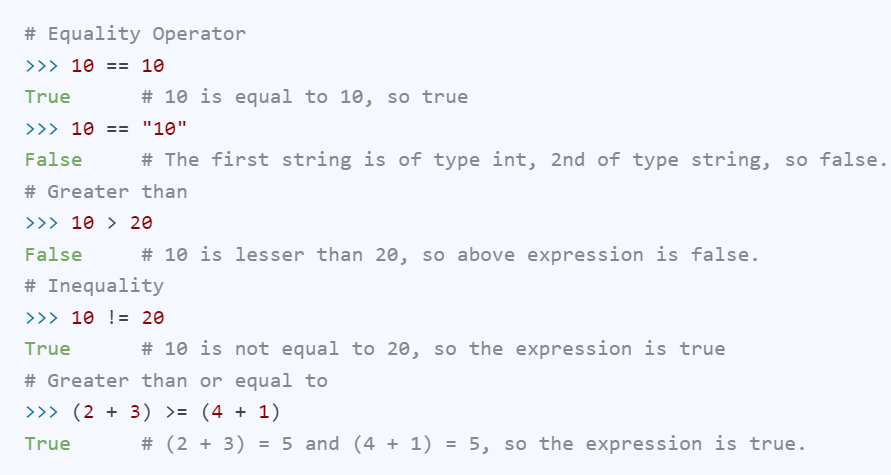 # Equality Operator
>>> 10 == 10
True      # 10 is equal to 10, so true
>>> 10 == "10"
False     # The first string is of type int, 2nd of type string, so false.
# Greater than
>>> 10 > 20
False     # 10 is lesser than 20, so above expression is false.
# Inequality
>>> 10 != 20
True      # 10 is not equal to 20, so the expression is true
# Greater than or equal to
>>> (2 + 3) >= (4 + 1)
True      # (2 + 3) = 5 and (4 + 1) = 5, so the expression is true.